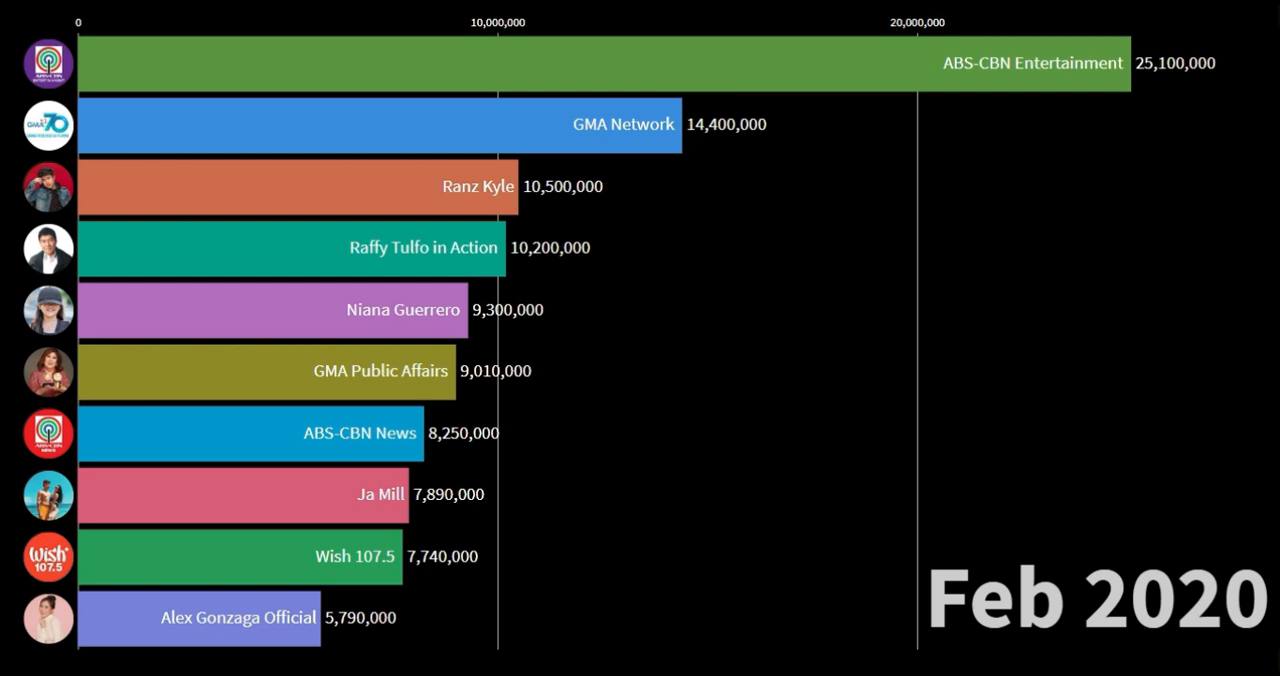 0 10,000,000 20,000,000
ABS-CBN Entertainment 25,100,000
GMA Network 14,400,000
Ranz Kyle 10,500,000
Raffy Tulfo in Action 10,200,000
Niana Guerrero 9,300,000
GMA Public Affairs 9,010,000
ABS-CBN News 8,250,000
Ja Mill 7,890,000
wish 107.5
Wish 107.5 7,740,000
Alex Gonzaga Official 5,790,000
Feb 2020